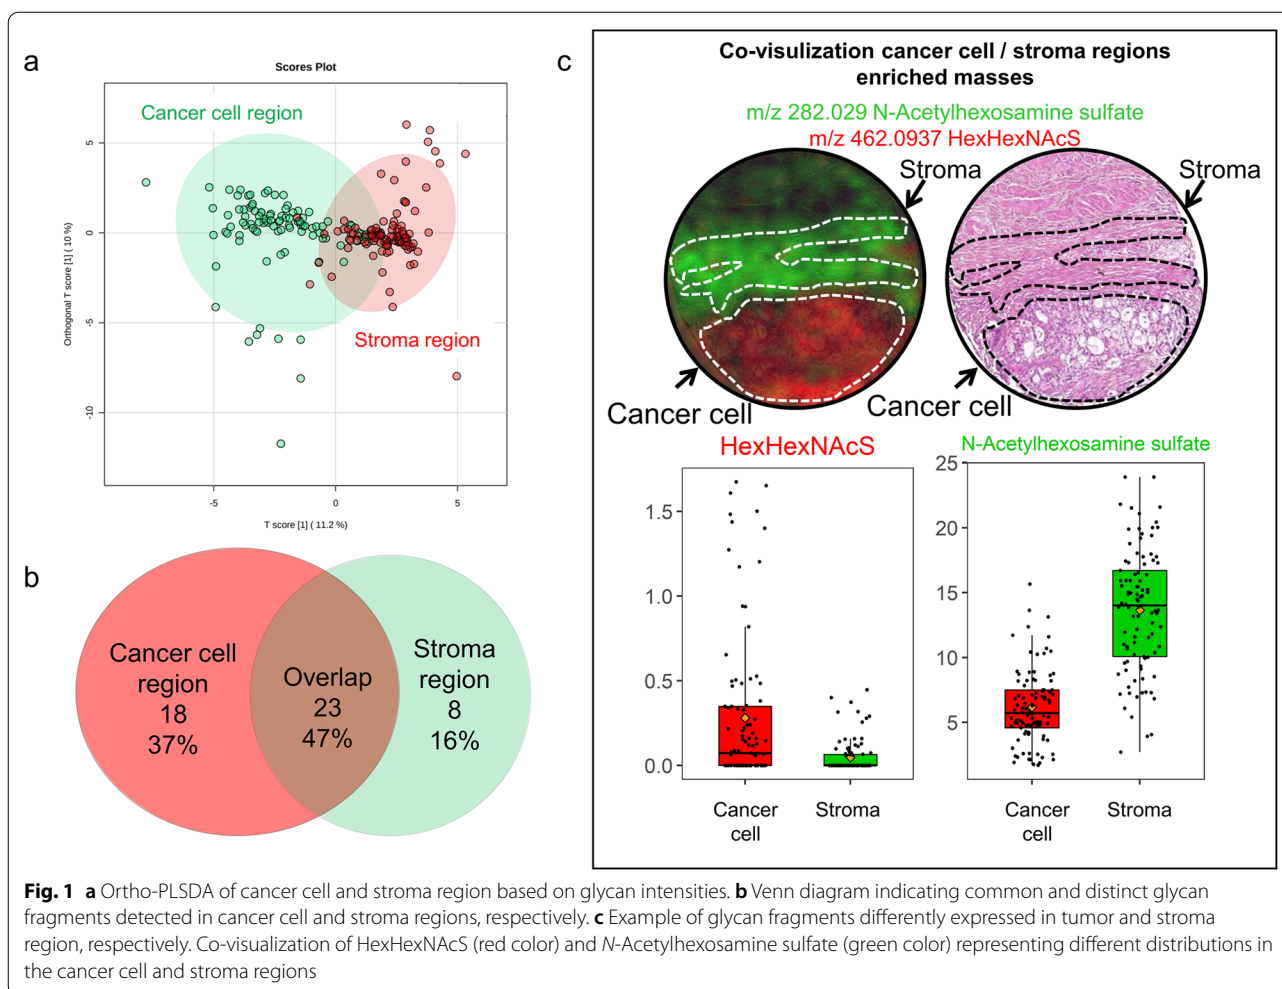 a
Scores Plot
Cancer cell region
Stroma region
Orthogonal T score [1] ( 10 %)
5
0
-5
-10
-5
0
5
T score [1] ( 11.2 %)
b
Cancer cell
region
18
37%
Overlap
23
47%
Stroma
region
8
16%
c
Co-visulization cancer cell / stroma regions
enriched masses
m/z 282.029 N-Acetylhexosamine sulfate
m/z 462.0937 HexHexNAcS
Stroma
Stroma
Cancer cell
Cancer cell
HexHexNAcS
1.5
1.0
0.5
0.0
Cancer
cell
Stroma
N-Acetylhexosamine sulfate
25
20
15
10
5
Cancer
cell
Stroma
Fig. 1 a Ortho-PLSDA of cancer cell and stroma region based on glycan intensities. b Venn diagram indicating common and distinct glycan
fragments detected in cancer cell and stroma regions, respectively. c Example of glycan fragments differently expressed in tumor and stroma
region, respectively. Co-visualization of HexHexNAcS (red color) and N-Acetylhexosamine sulfate (green color) representing different distributions in
the cancer cell and stroma regions